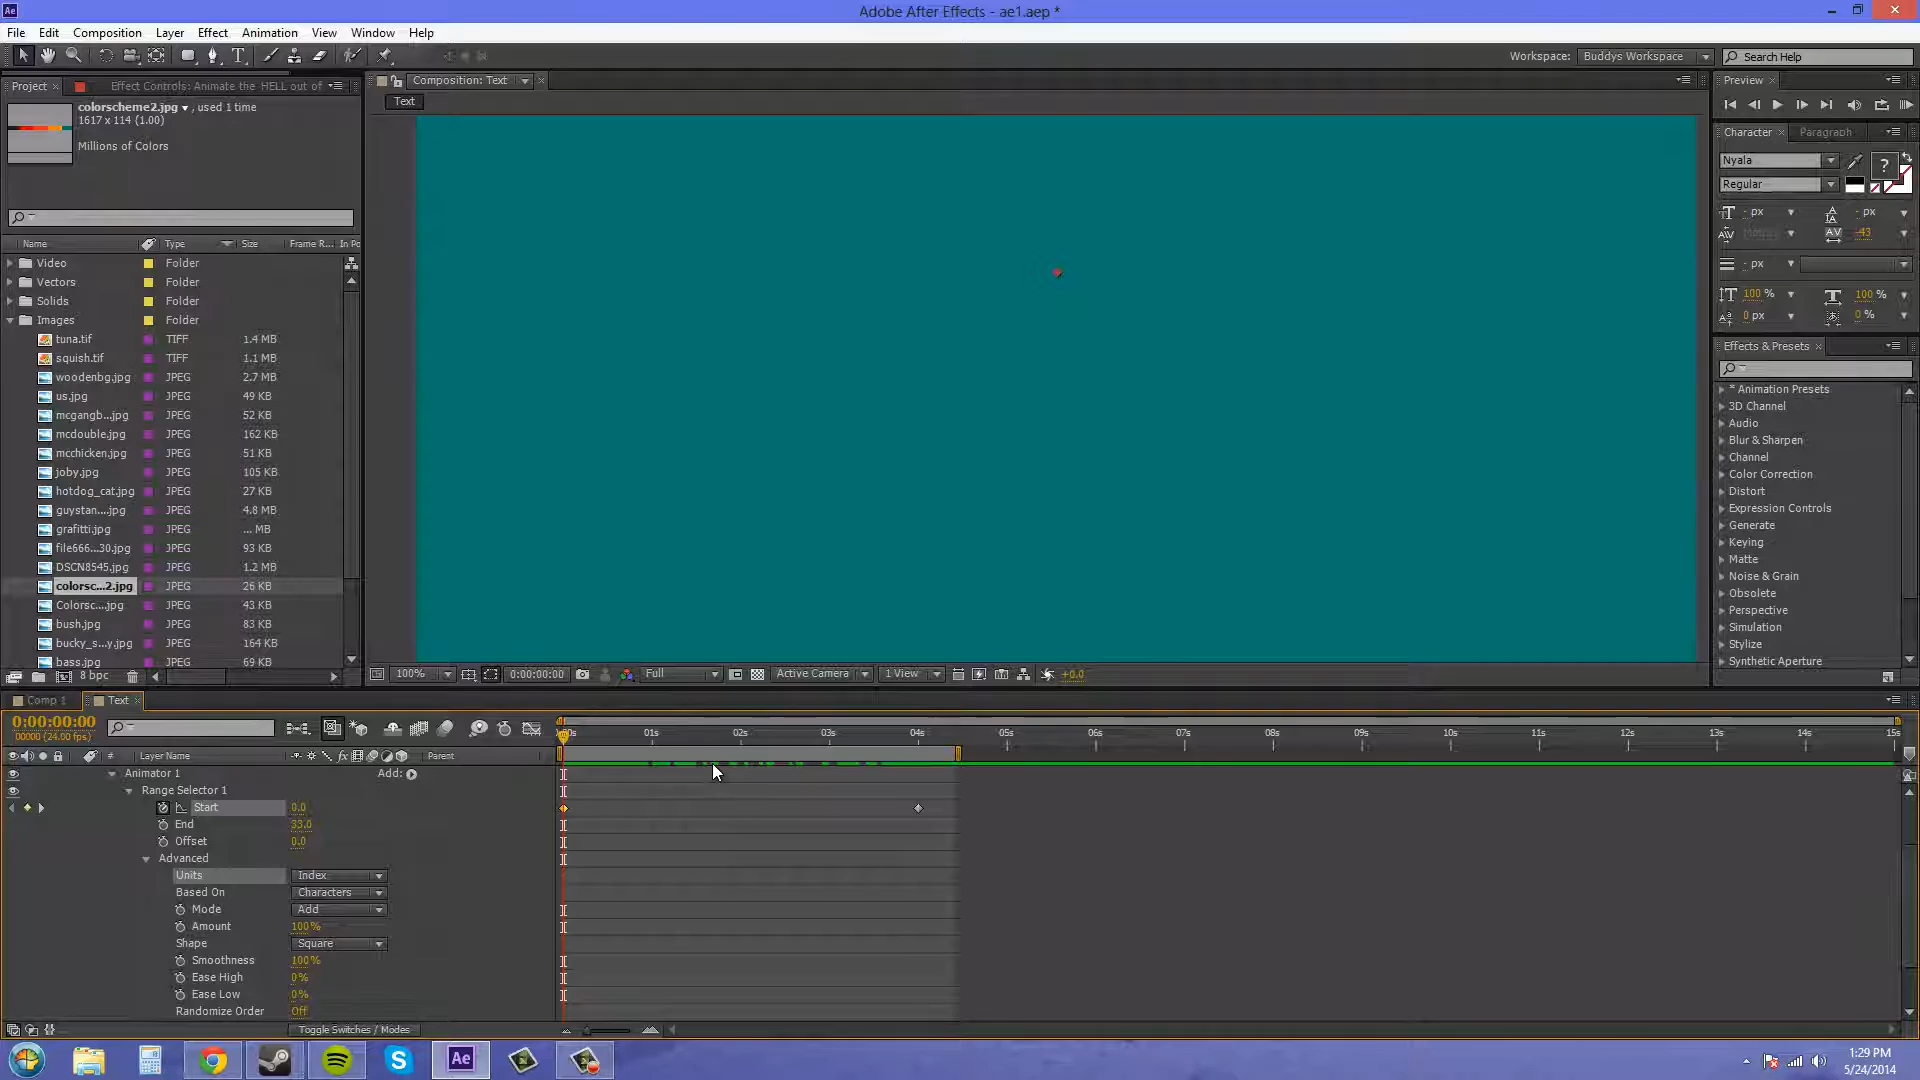 Adobe After Effects - ae1.aep *
File Edit Composition Layer Effect Animation View Window Help
Workspace: Buddys Workspace Search Help
Project Effect Controls: Animate the HELL out of
Composition: Text
Preview
Text
colorscheme2.jpg , used 1 time
1617 x 114 (1.00)
Millions of Colors
Character Paragraph
Nyala
Regular
- px - px
-43
- px
100 % 100 %
0 px 0 %
Name Type Size Frame R... In Po
Video Folder
Vectors Folder
Solids Folder
Images Folder
tuna.tif TIFF 1.4 MB
squish.tif TIFF 1.1 MB
woodenbg.jpg JPEG 2.7 MB
us.jpg JPEG 49 KB
mcgangb...jpg JPEG 52 KB
mcdouble.jpg JPEG 162 KB
mcchicken.jpg JPEG 51 KB
joby.jpg JPEG 105 KB
hotdog_cat.jpg JPEG 27 KB
guystan....jpg JPEG 4.8 MB
grafitti.jpg JPEG ... MB
file666...30.jpg JPEG 93 KB
DSCN8545.jpg JPEG 1.2 MB
colorsc...2.jpg JPEG 26 KB
Colorsc....jpg JPEG 43 KB
bush.jpg JPEG 83 KB
bucky_s...y.jpg JPEG 164 KB
bass.jpg JPEG 69 KB
8 bpc
Effects & Presets
* Animation Presets
3D Channel
Audio
Blur & Sharpen
Channel
Color Correction
Distort
Expression Controls
Generate
Keying
Matte
Noise & Grain
Obsolete
Perspective
Simulation
Stylize
Synthetic Aperture
100% 0:00:00:00 Full Active Camera 1 View +0.0
Comp 1 Text
0:00:00:00
00000 (24.00 fps)
01s 02s 03s 04s 05s 06s 07s 08s 09s 10s 11s 12s 13s 14s 15s
# Layer Name Parent
Animator 1 Add:
Range Selector 1
Start 0.0
End 33.0
Offset 0.0
Advanced
Units Index
Based On Characters
Mode Add
Amount 100%
Shape Square
Smoothness 100%
Ease High 0%
Ease Low 0%
Randomize Order Off
Toggle Switches / Modes
1:29 PM
5/24/2014